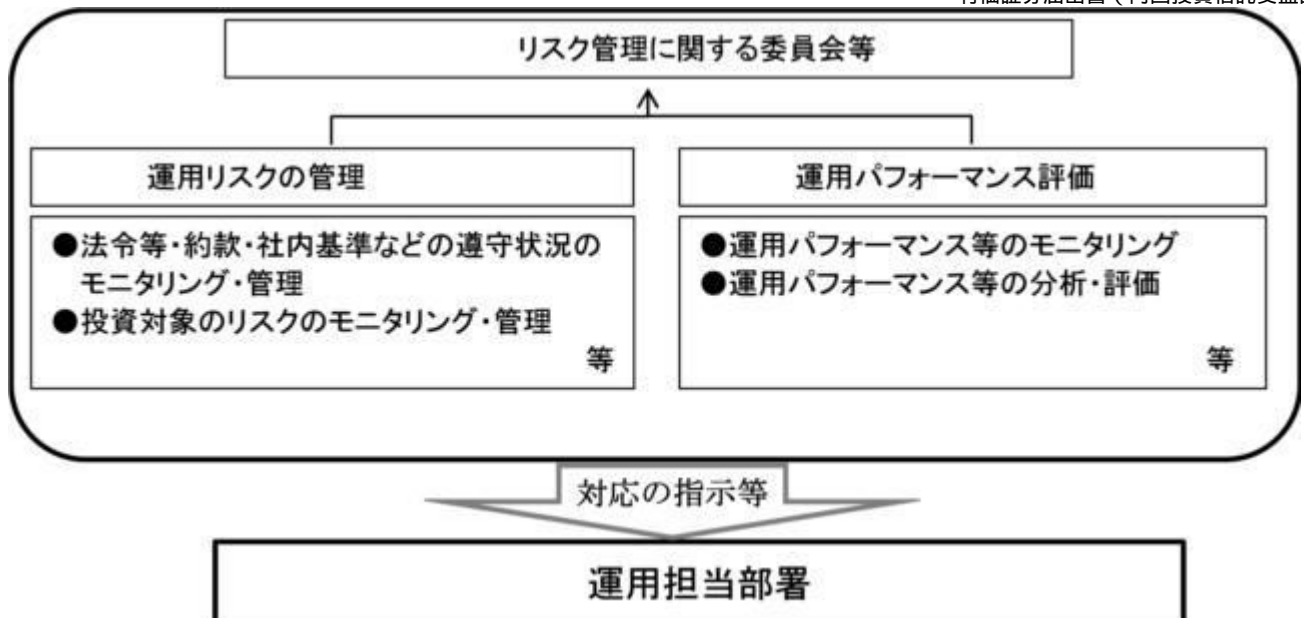 リスク管理に関する委員会等
運用リスクの管理
運用パフォーマンス評価
●法令等・約款・社内基準などの遵守状況の
モニタリング・管理
●投資対象のリスクのモニタリング・管理
等
●運用パフォーマンス等のモニタリング
●運用パフォーマンス等の分析・評価
等
対応の指示等
運用担当部署